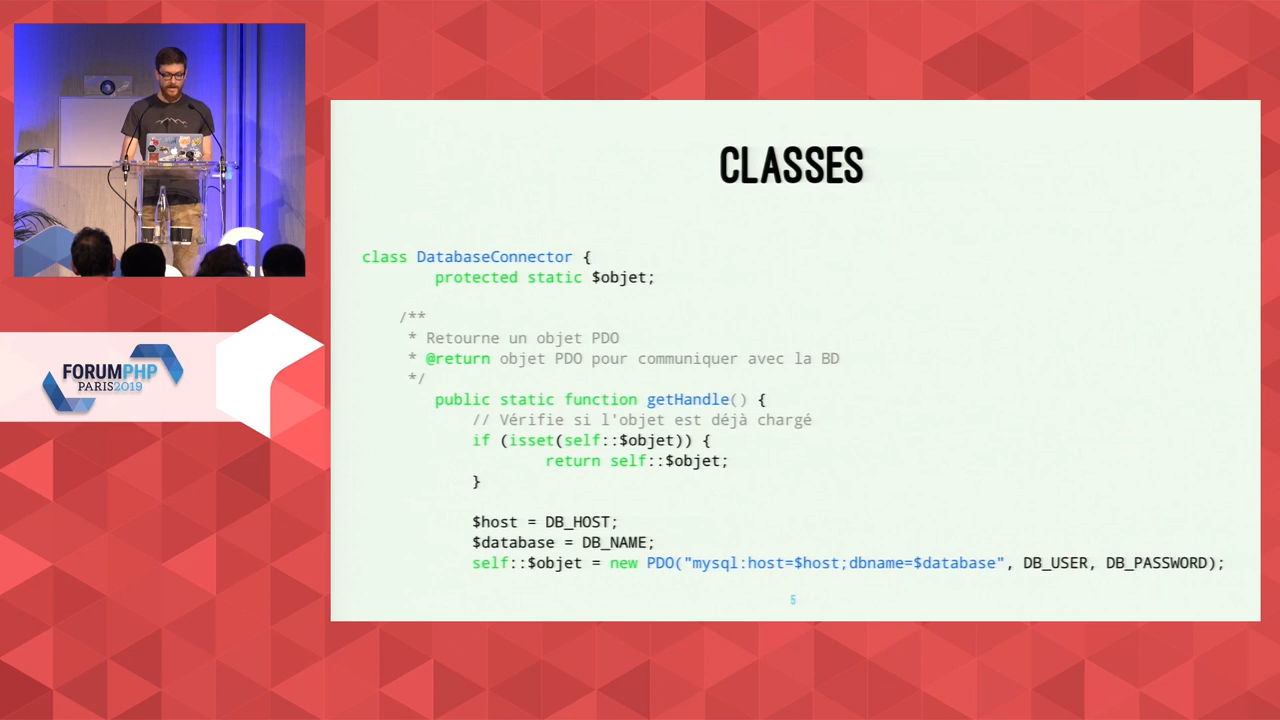 FORUMPHP
PARIS2019
CLASSES
class DatabaseConnector {
protected static $objet;
/**
* Retourne un objet PDO
* @return objet PDO pour communiquer avec la BD
*/
public static function getHandle() {
// Vérifie si l'objet est déjà chargé
if (isset(self::$objet)) {
return self::$objet;
}
$host = DB_HOST;
$database = DB_NAME;
self::$objet = new PDO("mysql:host=$host;dbname=$database", DB_USER, DB_PASSWORD);
5